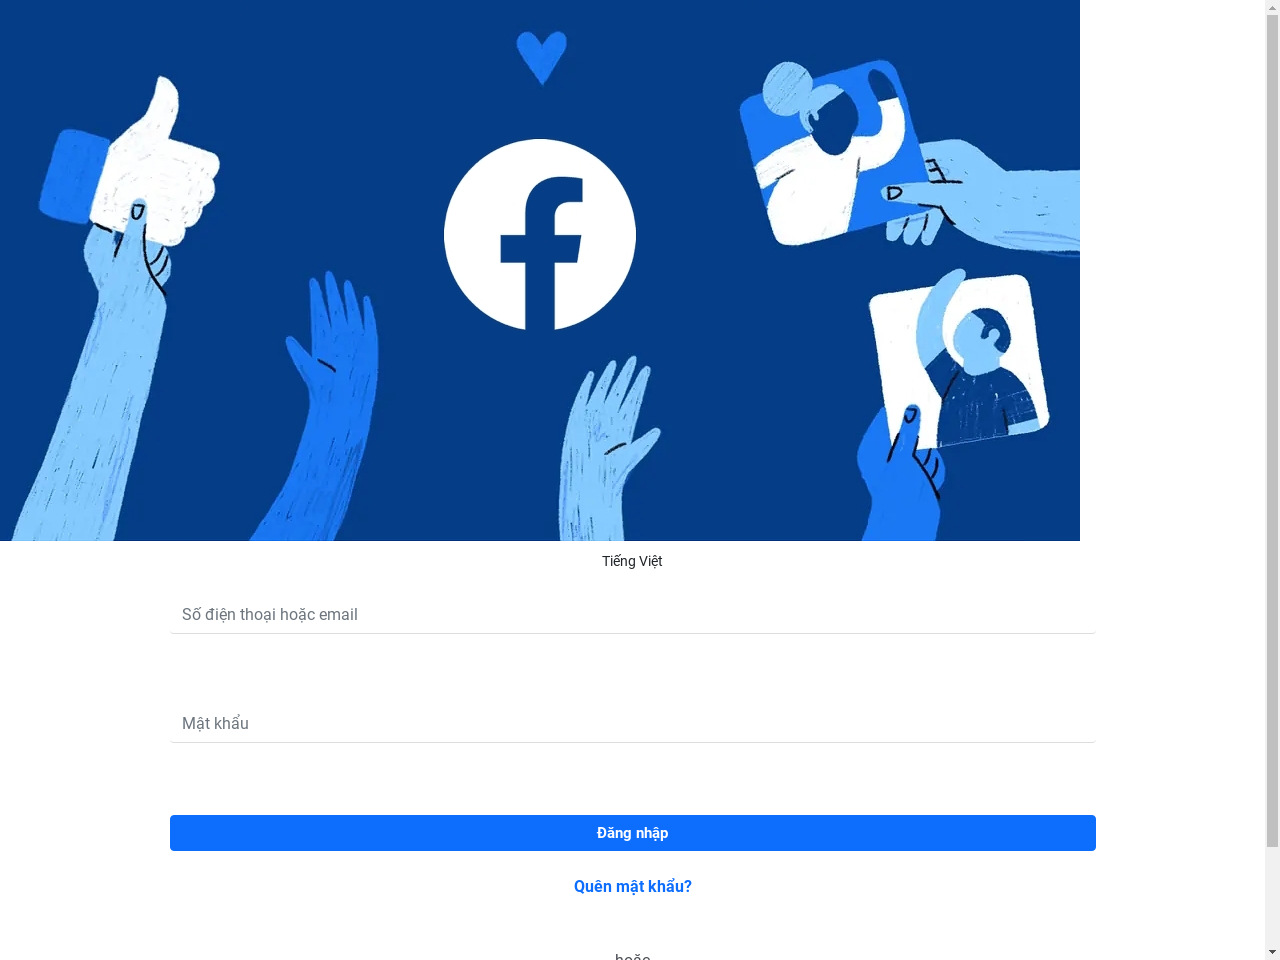 Tiếng Việt
Số điện thoại hoặc email
Mật khẩu
Đăng nhập
Quên mật khẩu?
hoặc